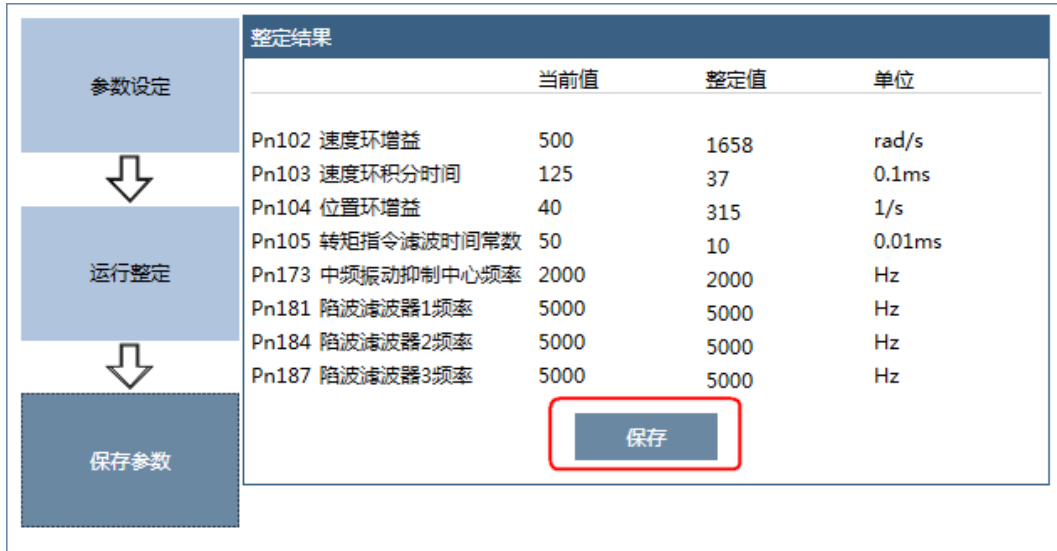 参数设定
运行整定
保存参数
整定结果
当前值 整定值 单位
Pn102 速度环增益 500 1658 rad/s
Pn103 速度环积分时间 125 37 0.1ms
Pn104 位置环增益 40 315 1/s
Pn105 转矩指令滤波时间常数 50 10 0.01ms
Pn173 中频振动抑制中心频率 2000 2000 Hz
Pn181 陷波滤波器1频率 5000 5000 Hz
Pn184 陷波滤波器2频率 5000 5000 Hz
Pn187 陷波滤波器3频率 5000 5000 Hz
保存